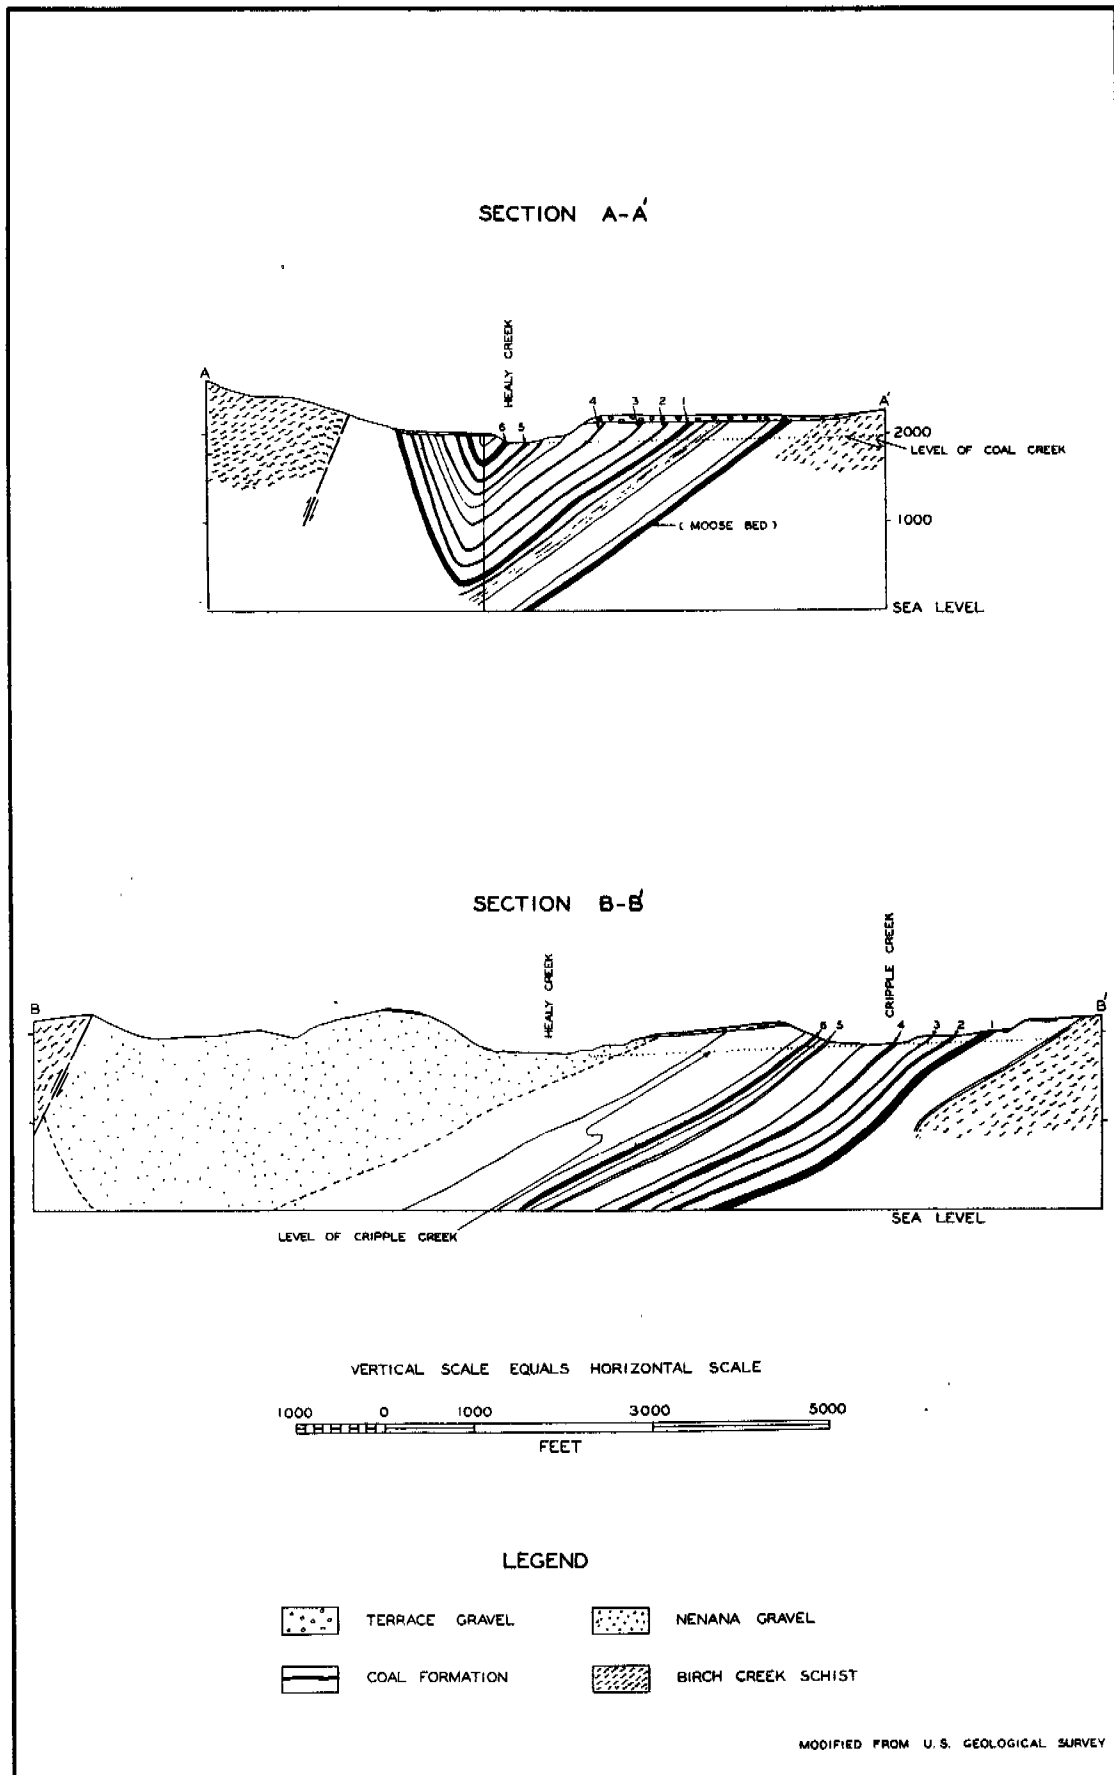 SECTION A-A'
HEALY CREEK
A
A'
6 5 4 3 2 1
2000
LEVEL OF COAL CREEK
1000
( MOOSE BED )
SEA LEVEL
SECTION B-B'
HEALY CREEK
CRIPPLE CREEK
B
B'
6 5 4 3 2 1
SEA LEVEL
LEVEL OF CRIPPLE CREEK
VERTICAL SCALE EQUALS HORIZONTAL SCALE
1000 0 1000 3000 5000
FEET
LEGEND
TERRACE GRAVEL
NENANA GRAVEL
COAL FORMATION
BIRCH CREEK SCHIST
MODIFIED FROM U.S. GEOLOGICAL SURVEY